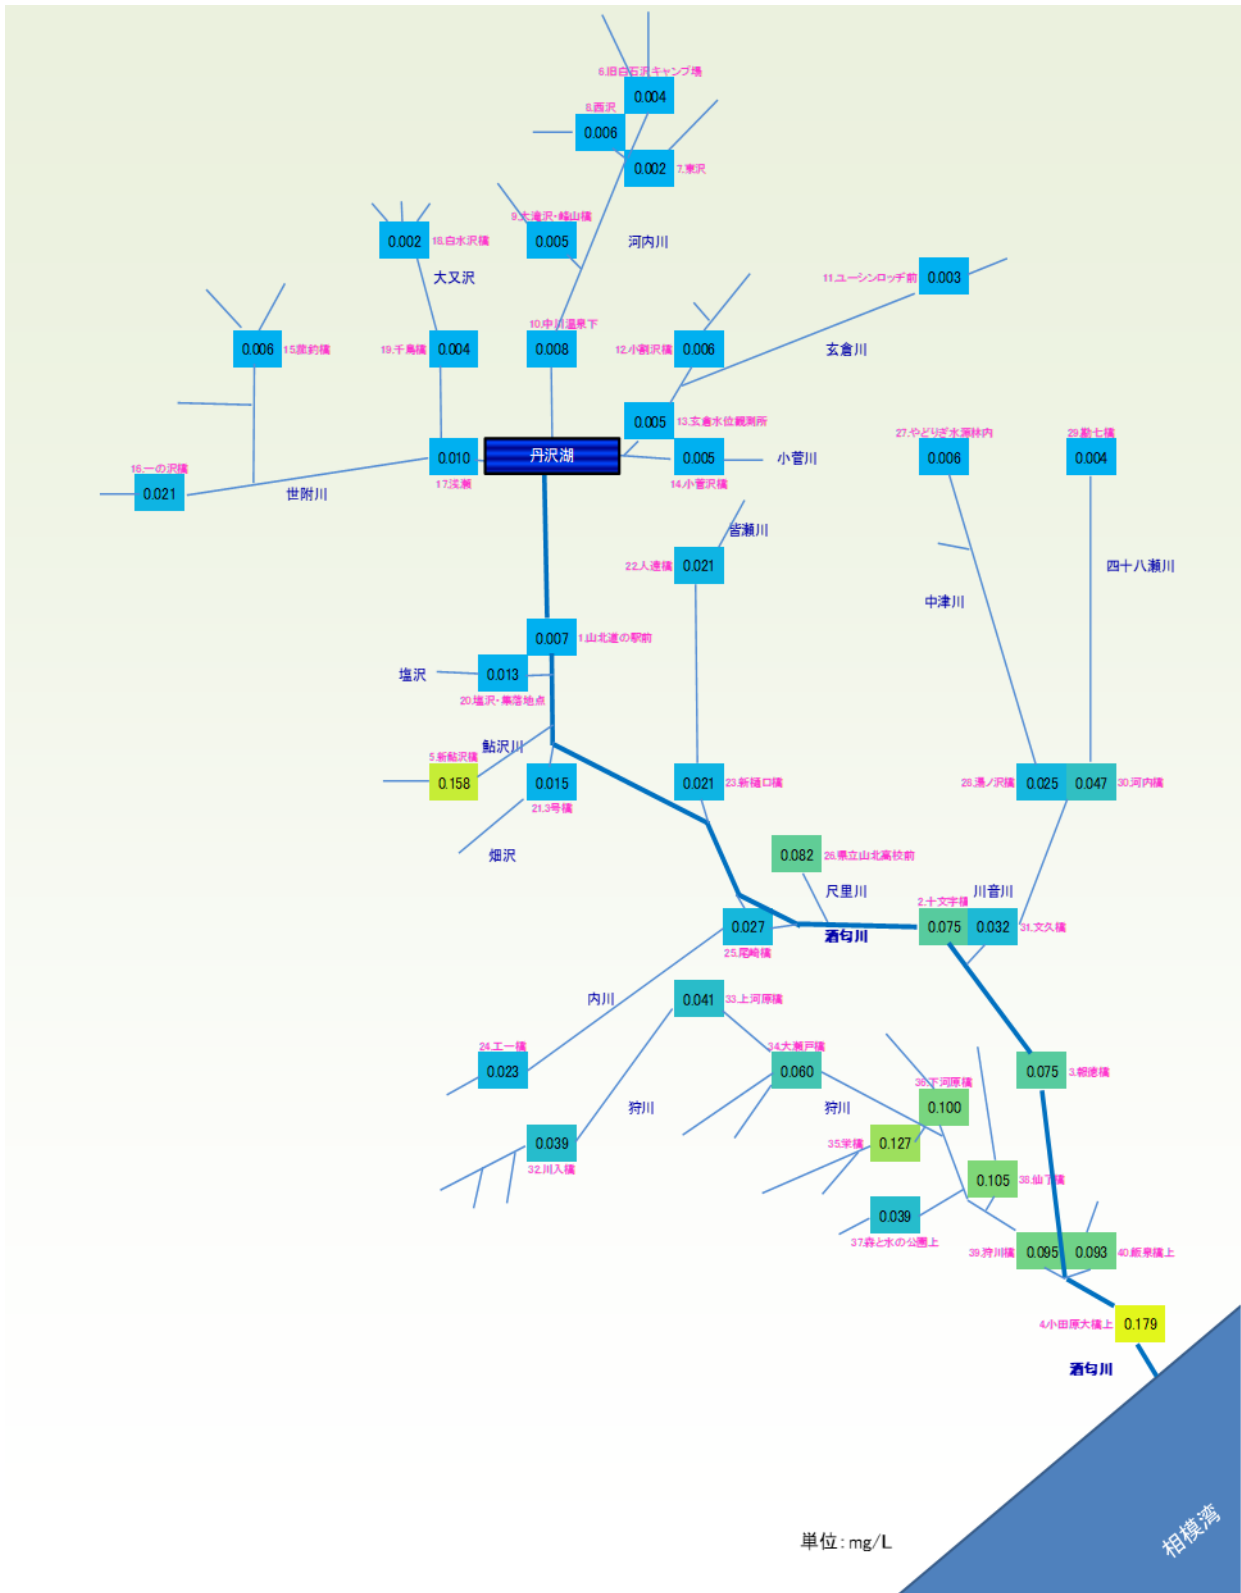 6.旧白石沢キャンプ場
0.004
8.西沢
0.006
0.002
7.東沢
9.大滝沢・峰山橋
0.005
河内川
0.002
18.白水沢橋
大又沢
11.ユーシンロッヂ前
0.003
0.006
19.千鳥橋
0.004
10.中川温泉下
0.008
12.小割沢橋
0.006
玄倉川
0.005
13.玄倉水位観測所
27.やどりぎ水源林内
0.006
29.勘七橋
0.004
16.一の沢橋
0.021
世附川
0.010
17.浅瀬
丹沢湖
0.005
14.小菅沢橋
小菅川
皆瀬川
22.人遠橋
0.021
中津川
四十八瀬川
0.007
1.山北道の駅前
塩沢
0.013
20.塩沢・集落地点
鮎沢川
5.新鮎沢橋
0.158
0.015
21.3号橋
畑沢
0.021
23.新樋口橋
28.湯ノ沢橋
0.025
0.047
30.河内橋
0.082
26.県立山北高校前
尺里川
川音川
0.027
25.尾崎橋
酒匂川
2.十文字橋
0.075
0.032
31.文久橋
内川
0.041
33.上河原橋
24.工一橋
0.023
34.大瀬戸橋
0.060
3.報徳橋
0.075
狩川
狩川
36.下河原橋
0.100
0.039
32.川入橋
35.栄橋
0.127
0.105
38.仙了橋
0.039
37.森と水の公園上
39.狩川橋
0.095
0.093
40.飯泉橋上
4.小田原大橋上
0.179
酒匂川
単位：mg/L
相模湾